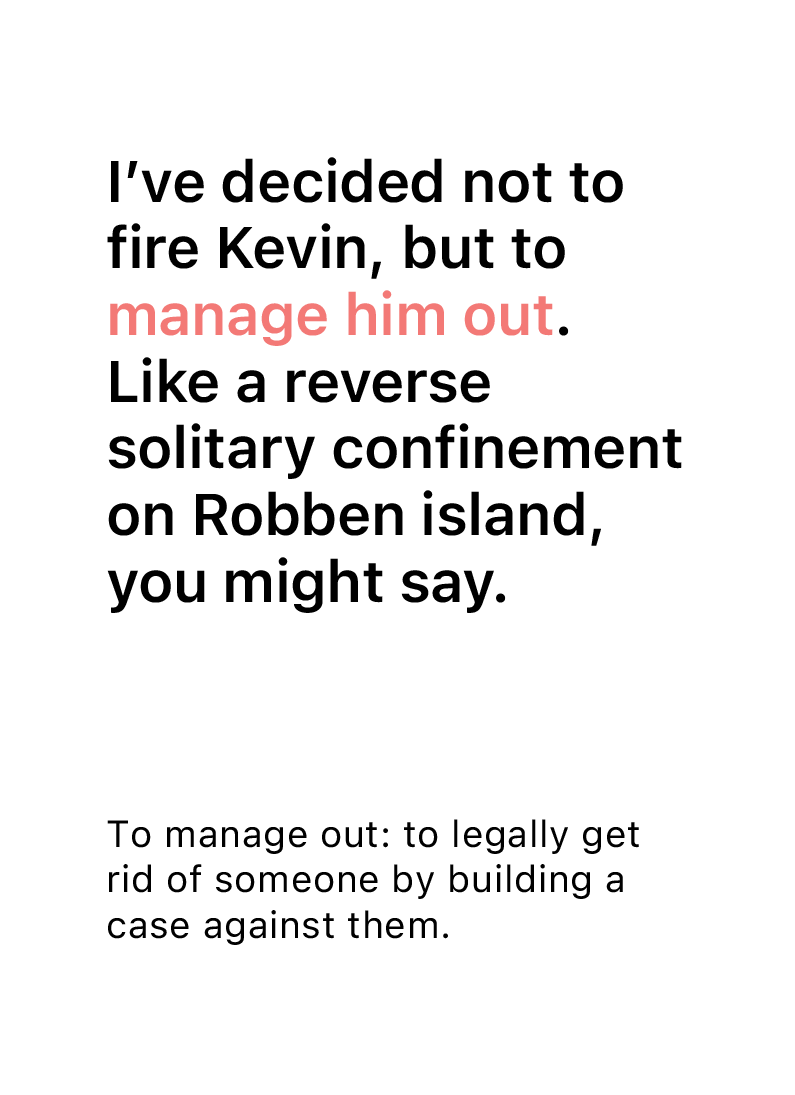 I’ve decided not to
fire Kevin, but to
manage him out.
Like a reverse
solitary confinement
on Robben island,
you might say.
To manage out: to legally get
rid of someone by building a
case against them.